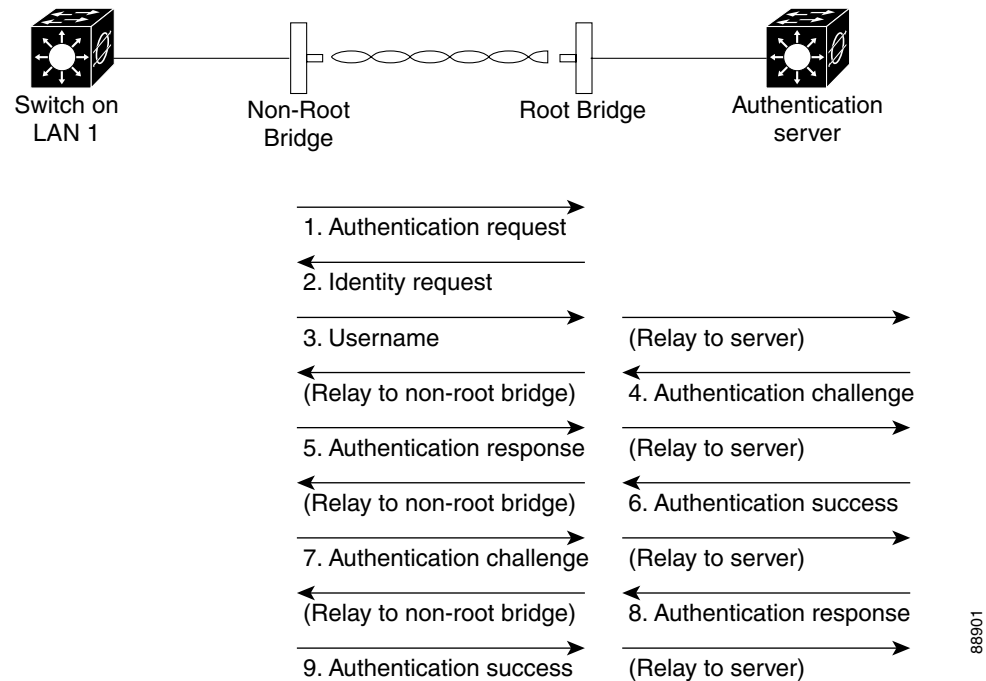 Switch on
LAN 1
Non-Root
Bridge
Root Bridge
Authentication
server
1. Authentication request
2. Identity request
3. Username
(Relay to server)
(Relay to non-root bridge)
4. Authentication challenge
5. Authentication response
(Relay to server)
(Relay to non-root bridge)
6. Authentication success
7. Authentication challenge
(Relay to server)
(Relay to non-root bridge)
8. Authentication response
9. Authentication success
(Relay to server)
88901